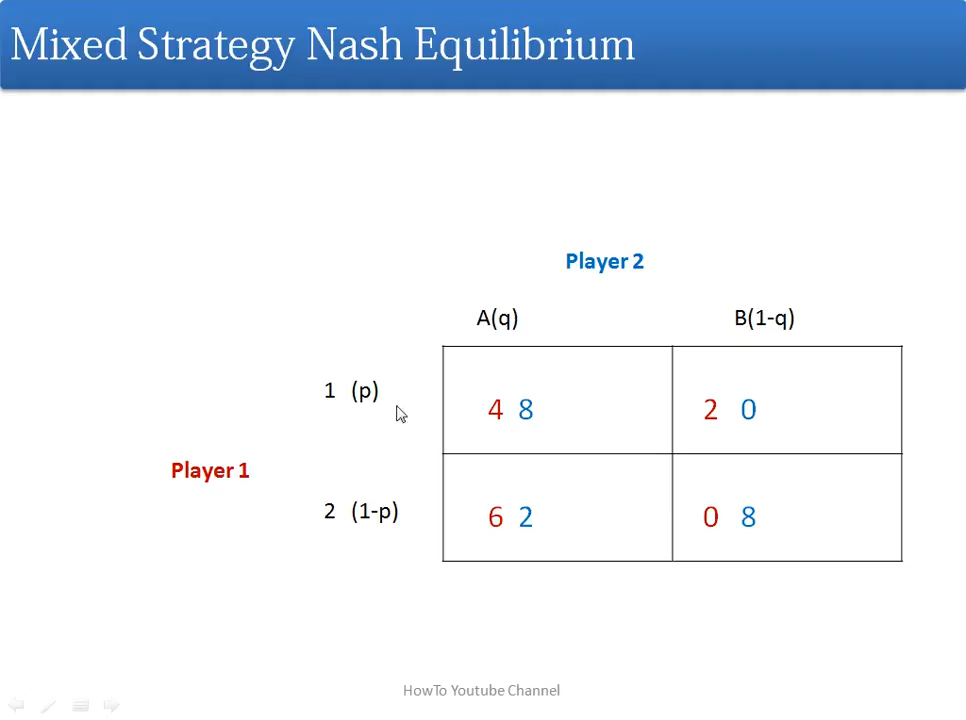 Mixed Strategy Nash Equilibrium
Player 2
A(q) B(1-q)
1 (p) 4 8 2 0
Player 1
2 (1-p) 6 2 0 8
HowTo Youtube Channel